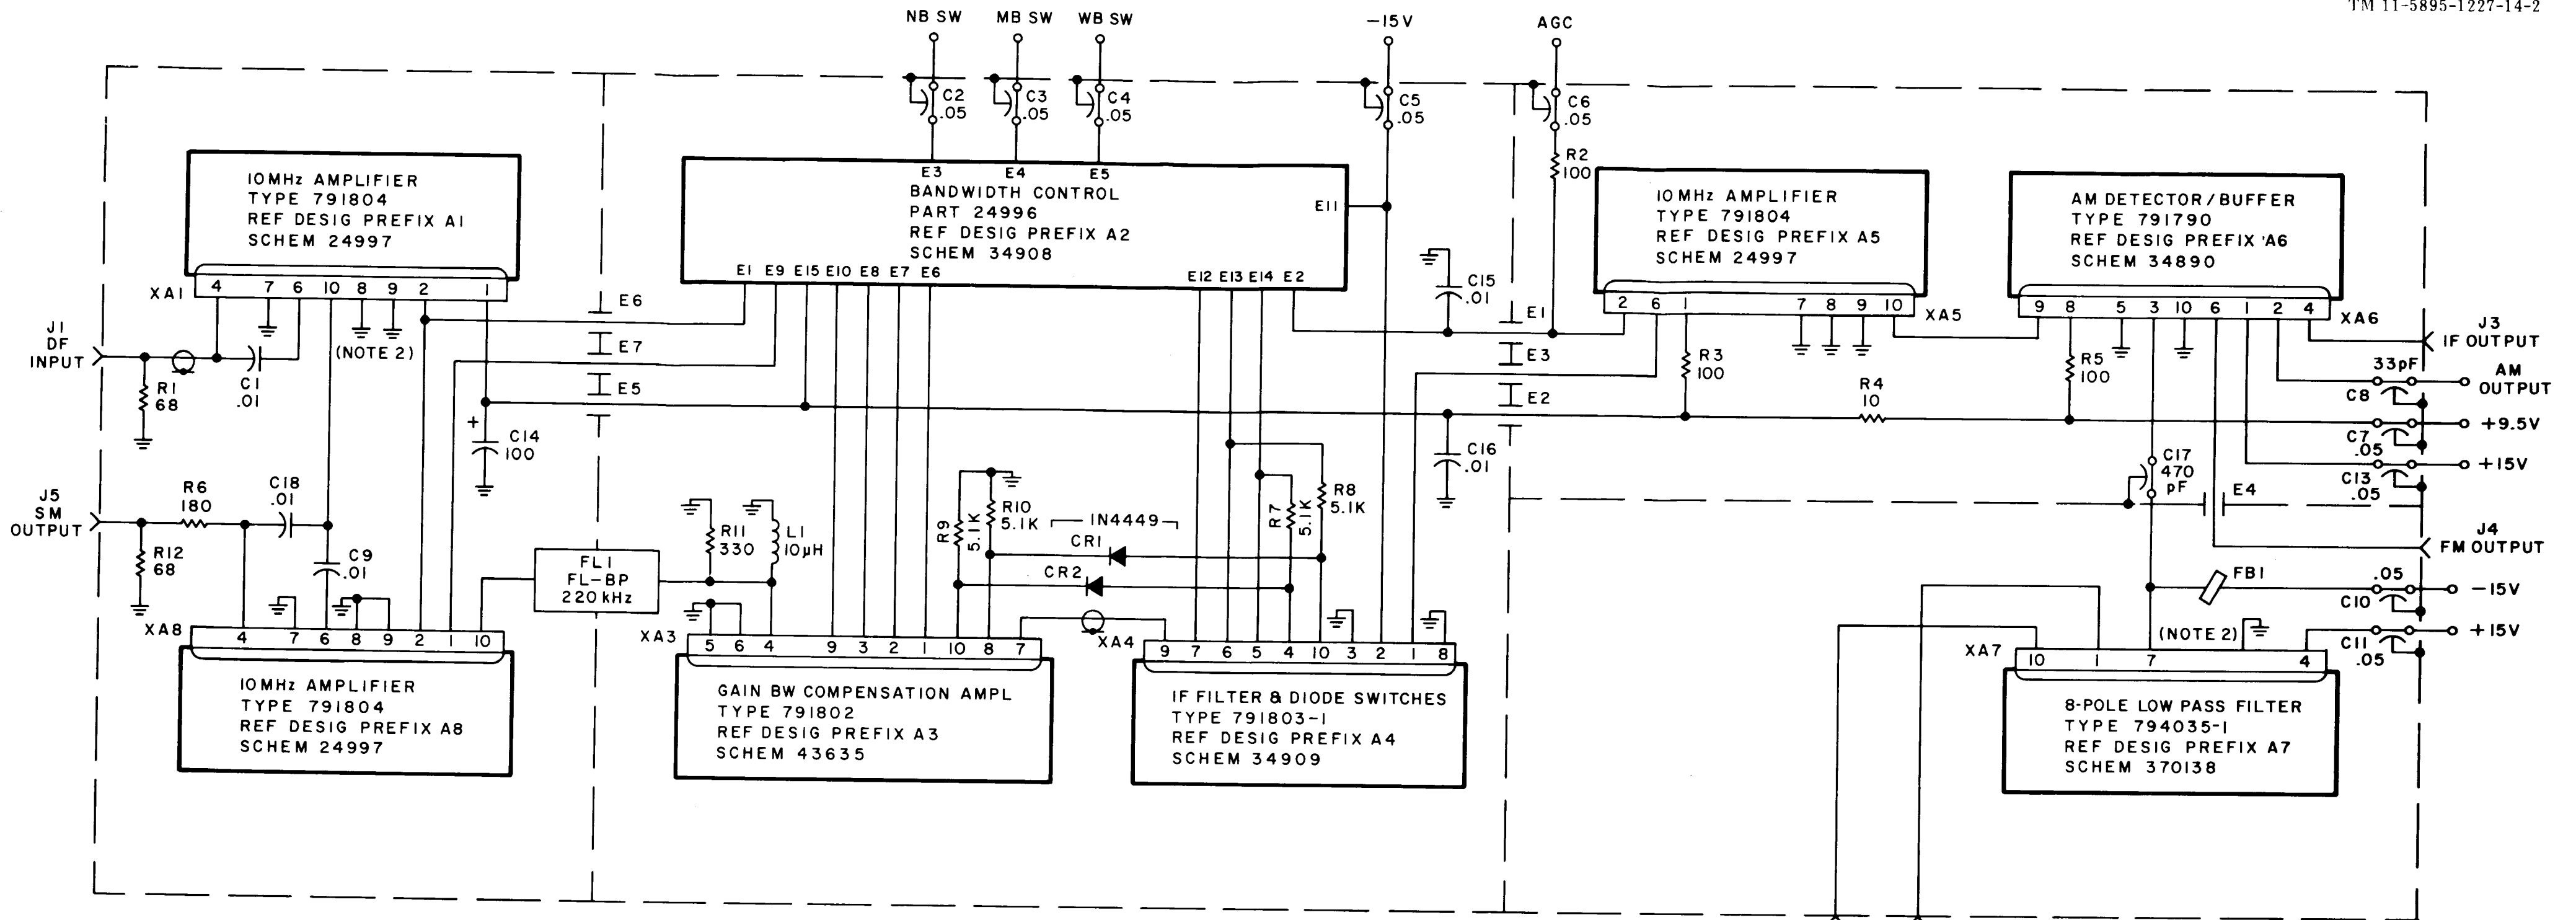 TM 11-5895-1227-14-2
NB SW
MB SW
WB SW
-15V
AGC
C2
.05
C3
.05
C4
.05
C5
.05
C6
.05
R2
100
10MHz AMPLIFIER
TYPE 791804
REF DESIG PREFIX A1
SCHEM 24997
XA1
4 7 6 10 8 9 2 1
(NOTE 2)
J1
DF
INPUT
R1
68
C1
.01
E3 E4 E5
BANDWIDTH CONTROL
PART 24996
REF DESIG PREFIX A2
SCHEM 34908
E11
E1 E9 E15 E10 E8 E7 E6
E12 E13 E14 E2
E6
E7
E5
C14
100
+
C15
.01
E1
E3
E2
C16
.01
10MHz AMPLIFIER
TYPE 791804
REF DESIG PREFIX A5
SCHEM 24997
2 6 1 7 8 9 10
XA5
R3
100
R4
10
AM DETECTOR/BUFFER
TYPE 791790
REF DESIG PREFIX A6
SCHEM 34890
9 8 5 3 10 6 1 2 4
XA6
R5
100
J3
IF OUTPUT
33pF
C8
AM
OUTPUT
C7
.05
+9.5V
C13
.05
+15V
C17
470
pF
E4
J4
FM OUTPUT
FB1
.05
C10
-15V
C11
.05
+15V
J5
SM
OUTPUT
R6
180
C18
.01
R12
68
C9
.01
XA8
4 7 6 8 9 2 1 10
10MHz AMPLIFIER
TYPE 791804
REF DESIG PREFIX A8
SCHEM 24997
FL1
FL-BP
220 kHz
R11
330
L1
10µH
R9
5.1K
R10
5.1K
IN4449
CR1
CR2
R7
5.1K
R8
5.1K
XA3
5 6 4 9 3 2 1 10 8 7
GAIN BW COMPENSATION AMPL
TYPE 791802
REF DESIG PREFIX A3
SCHEM 43635
XA4
9 7 6 5 4 10 3 2 1 8
IF FILTER & DIODE SWITCHES
TYPE 791803-1
REF DESIG PREFIX A4
SCHEM 34909
XA7
(NOTE 2)
10 1 7 4
8-POLE LOW PASS FILTER
TYPE 794035-1
REF DESIG PREFIX A7
SCHEM 370138